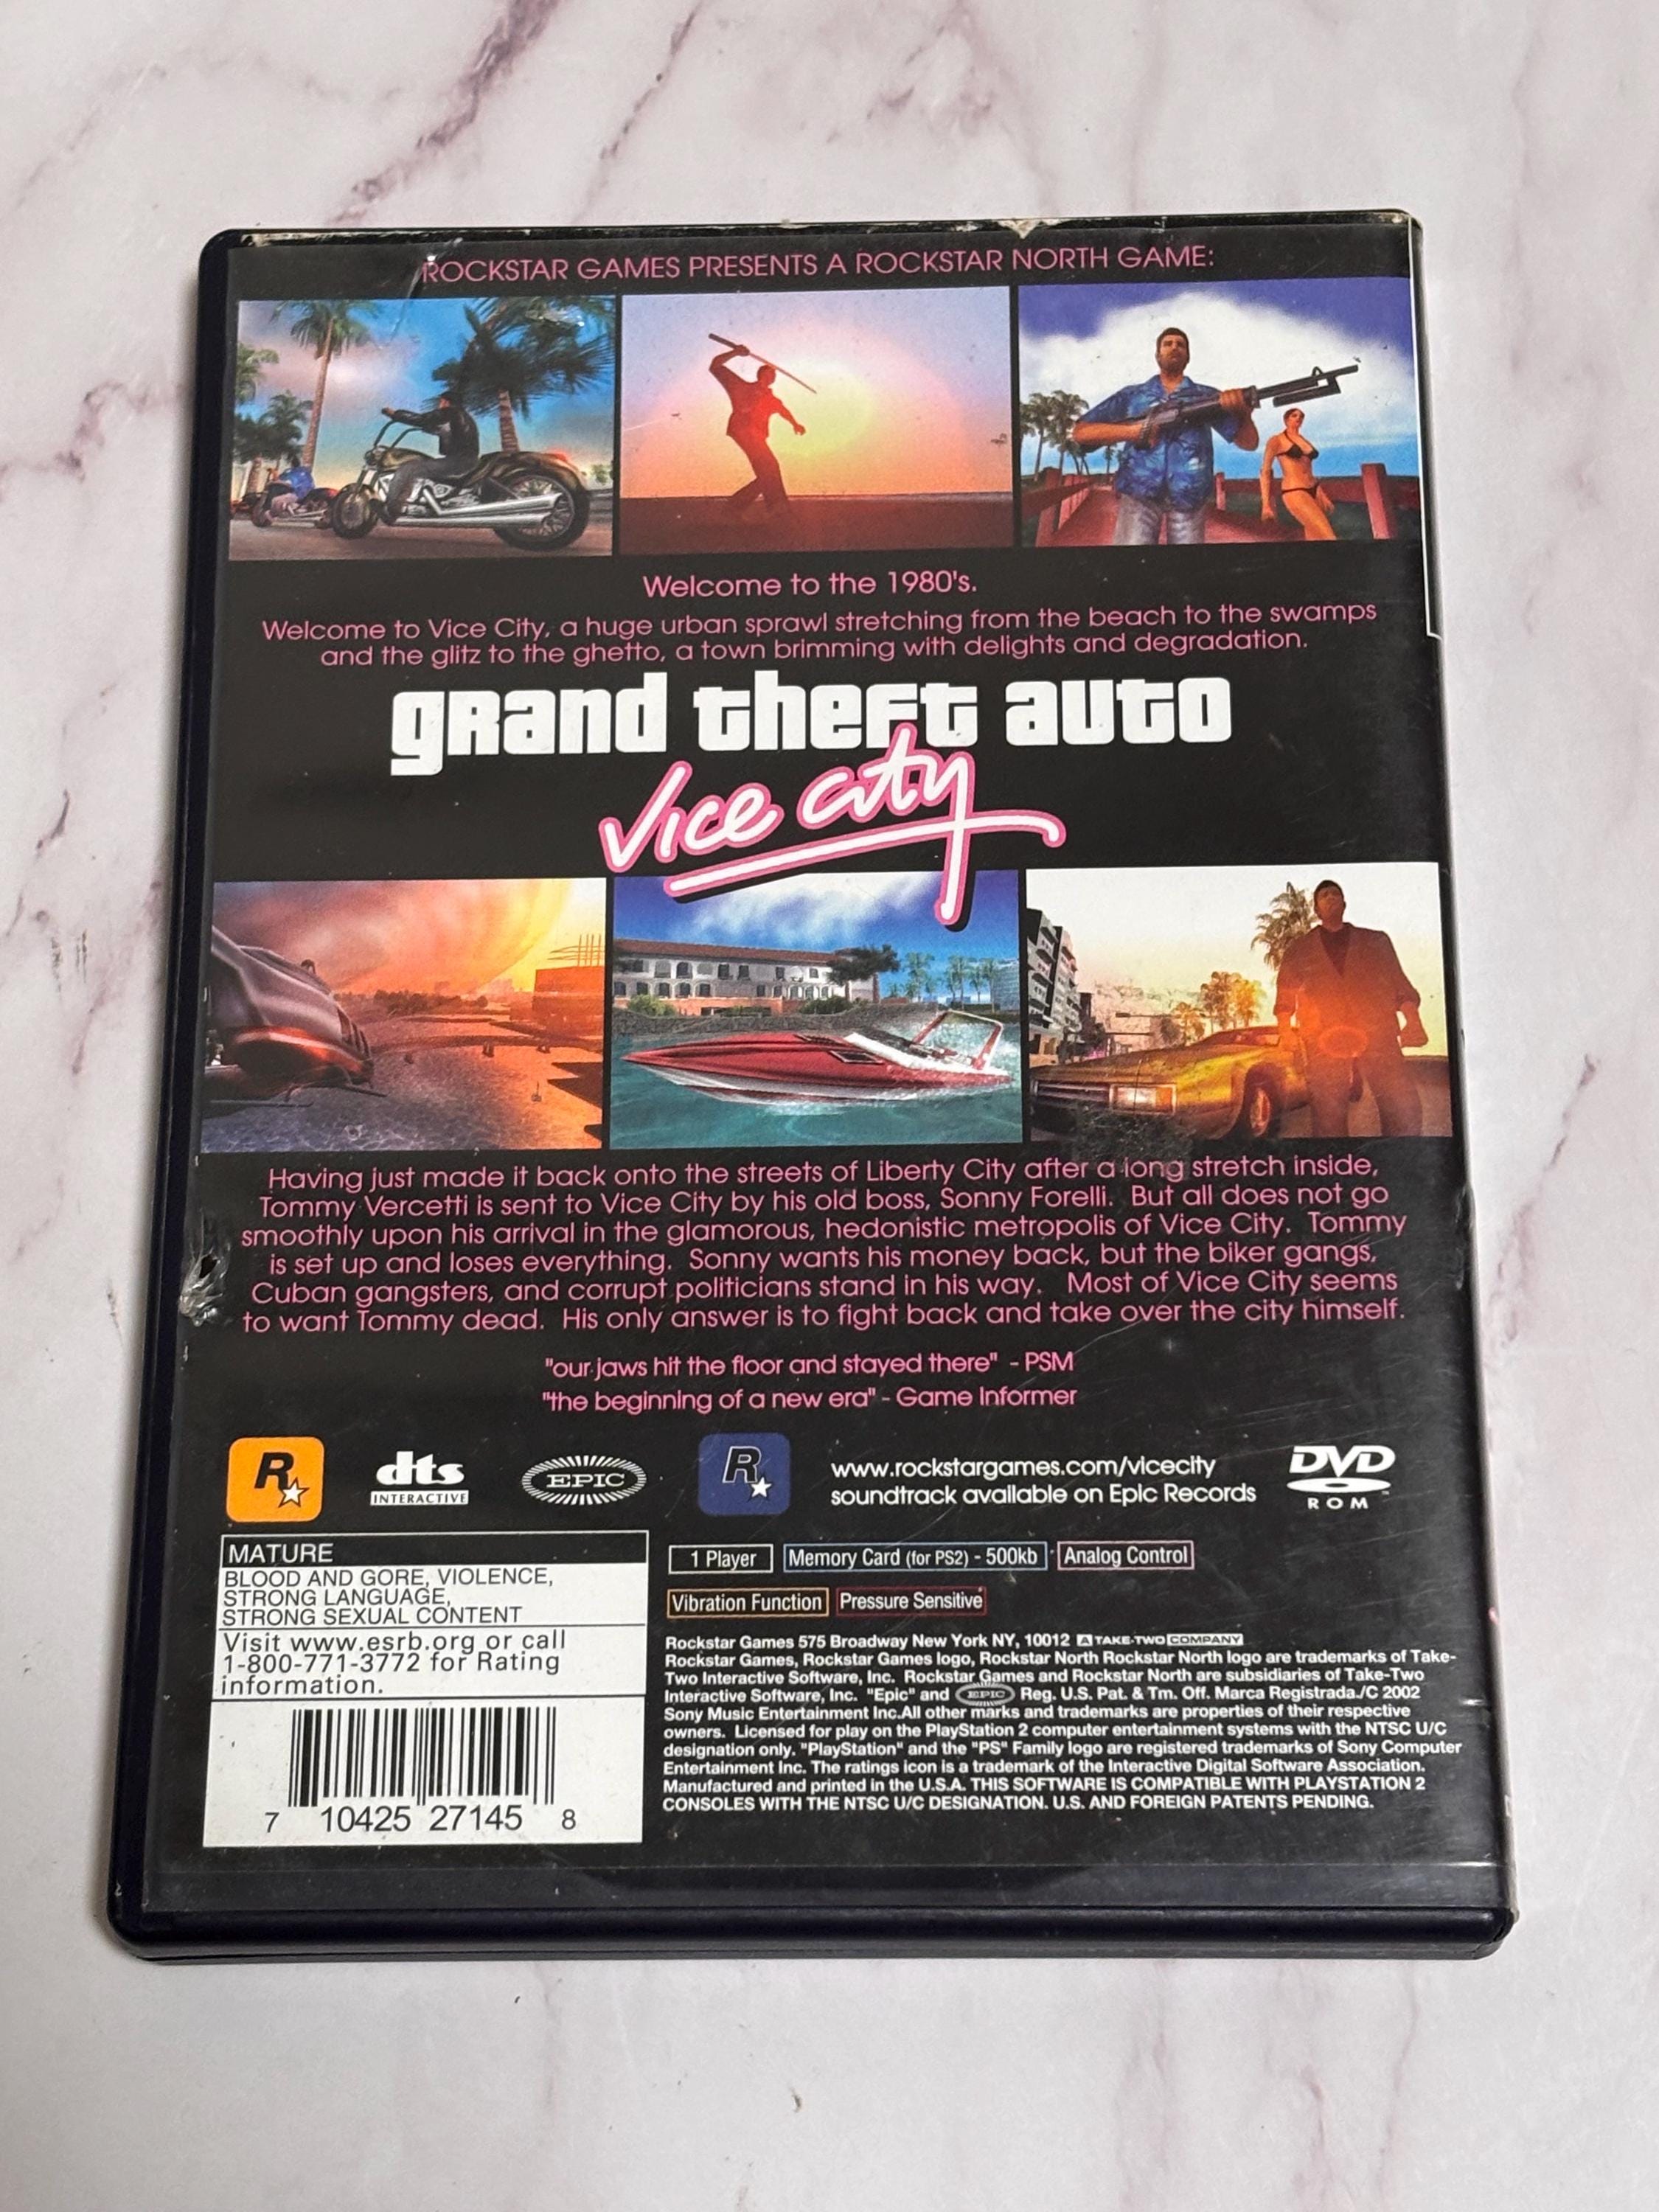 ROCKSTAR GAMES PRESENTS A ROCKSTAR NORTH GAME:
Welcome to the 1980's.
Welcome to Vice City, a huge urban sprawl stretching from the beach to the swamps
and the glitz to the ghetto, a town brimming with delights and degradation.
grand theft auto
vice city
Having just made it back onto the streets of Liberty City after a long stretch inside,
Tommy Vercetti is sent to Vice City by his old boss, Sonny Forelli.  But all does not go
smoothly upon his arrival in the glamorous, hedonistic metropolis of Vice City.  Tommy
is set up and loses everything.  Sonny wants his money back, but the biker gangs,
Cuban gangsters, and corrupt politicians stand in his way.  Most of Vice City seems
to want Tommy dead.  His only answer is to fight back and take over the city himself.
"our jaws hit the floor and stayed there" - PSM
"the beginning of a new era" - Game Informer
R
dts
INTERACTIVE
EPIC
R
www.rockstargames.com/vicecity
soundtrack available on Epic Records
DVD
ROM
MATURE
BLOOD AND GORE, VIOLENCE,
STRONG LANGUAGE,
STRONG SEXUAL CONTENT
Visit www.esrb.org or call
1-800-771-3772 for Rating
information.
7 10425 27145 8
1 Player Memory Card (for PS2) - 500kb Analog Control
Vibration Function Pressure Sensitive
Rockstar Games 575 Broadway New York NY, 10012 A TAKE-TWO COMPANY
Rockstar Games, Rockstar Games logo, Rockstar North Rockstar North logo are trademarks of Take-
Two Interactive Software, Inc.  Rockstar Games and Rockstar North are subsidiaries of Take-Two
Interactive Software, Inc.  "Epic" and EPIC Reg. U.S. Pat. & Tm. Off. Marca Registrada./C 2002
Sony Music Entertainment Inc.All other marks and trademarks are properties of their respective
owners.  Licensed for play on the PlayStation 2 computer entertainment systems with the NTSC U/C
designation only. "PlayStation" and the "PS" Family logo are registered trademarks of Sony Computer
Entertainment Inc. The ratings icon is a trademark of the Interactive Digital Software Association.
Manufactured and printed in the U.S.A. THIS SOFTWARE IS COMPATIBLE WITH PLAYSTATION 2
CONSOLES WITH THE NTSC U/C DESIGNATION. U.S. AND FOREIGN PATENTS PENDING.